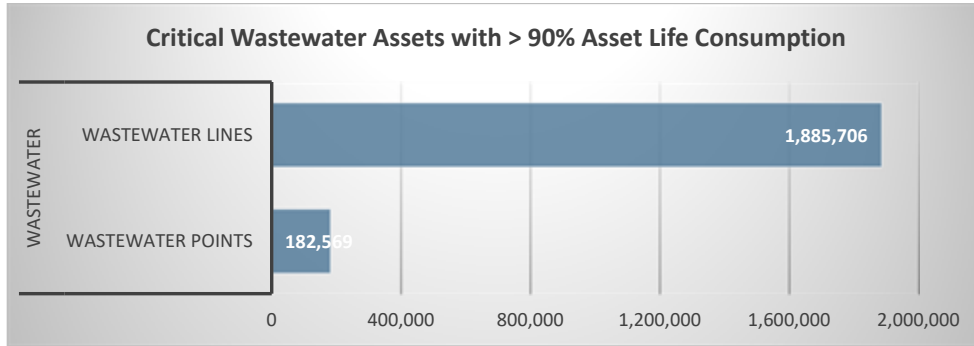 Critical Wastewater Assets with > 90% Asset Life Consumption
WASTEWATER
WASTEWATER LINES
1,885,706
WASTEWATER POINTS
182,569
0
400,000
800,000
1,200,000
1,600,000
2,000,000